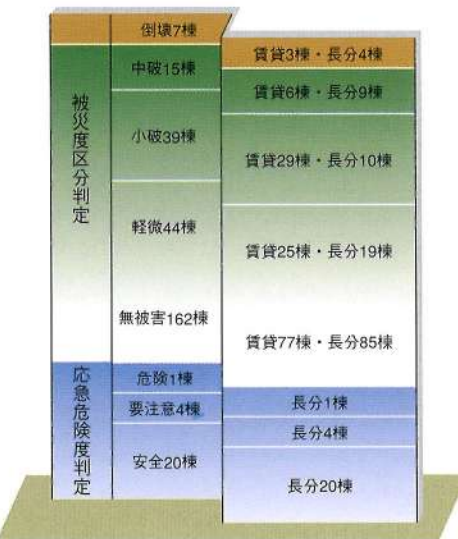 被災度区分判定
倒壊7棟
賃貸3棟・長分4棟
中破15棟
賃貸6棟・長分9棟
小破39棟
賃貸29棟・長分10棟
軽微44棟
賃貸25棟・長分19棟
無被害162棟
賃貸77棟・長分85棟
応急危険度判定
危険1棟
長分1棟
要注意4棟
長分4棟
安全20棟
長分20棟